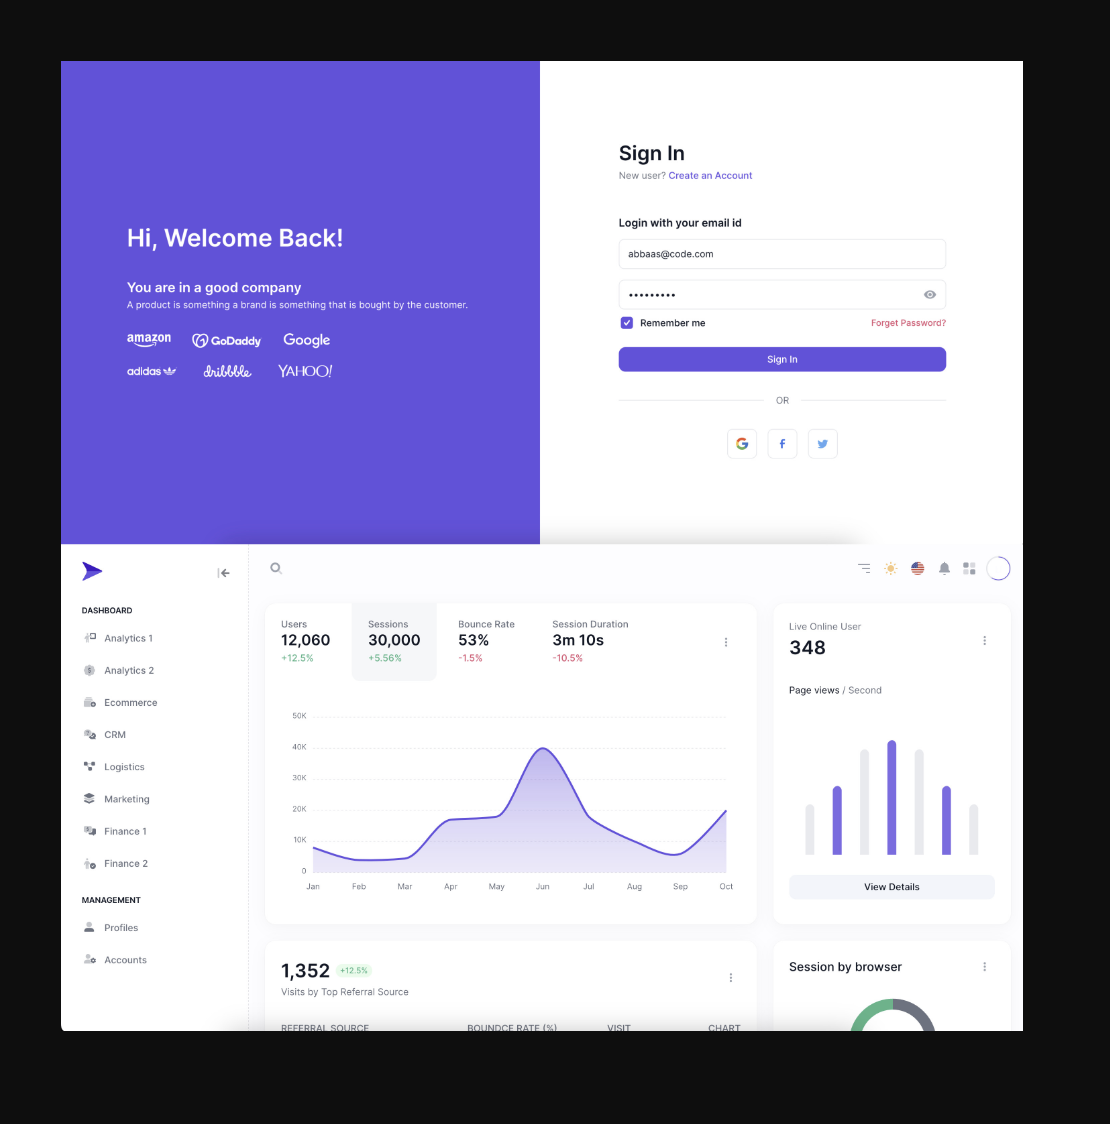 Hi, Welcome Back!
You are in a good company
A product is something a brand is something that is bought by the customer.
amazon GoDaddy Google
adidas dribbble YAHOO!
Sign In
New user? Create an Account
Login with your email id
abbaas@code.com
Remember me Forget Password?
Sign In
OR
DASHBOARD
Analytics 1
Analytics 2
Ecommerce
CRM
Logistics
Marketing
Finance 1
Finance 2
MANAGEMENT
Profiles
Accounts
Users Sessions Bounce Rate Session Duration
12,060 30,000 53% 3m 10s
+12.5% +5.56% -1.5% -10.5%
50K
40K
30K
20K
10K
0
Jan Feb Mar Apr May Jun Jul Aug Sep Oct
Live Online User
348
Page views / Second
View Details
1,352 +12.5%
Visits by Top Referral Source
REFERRAL SOURCE BOUNDCE RATE (%) VISIT CHART
Session by browser